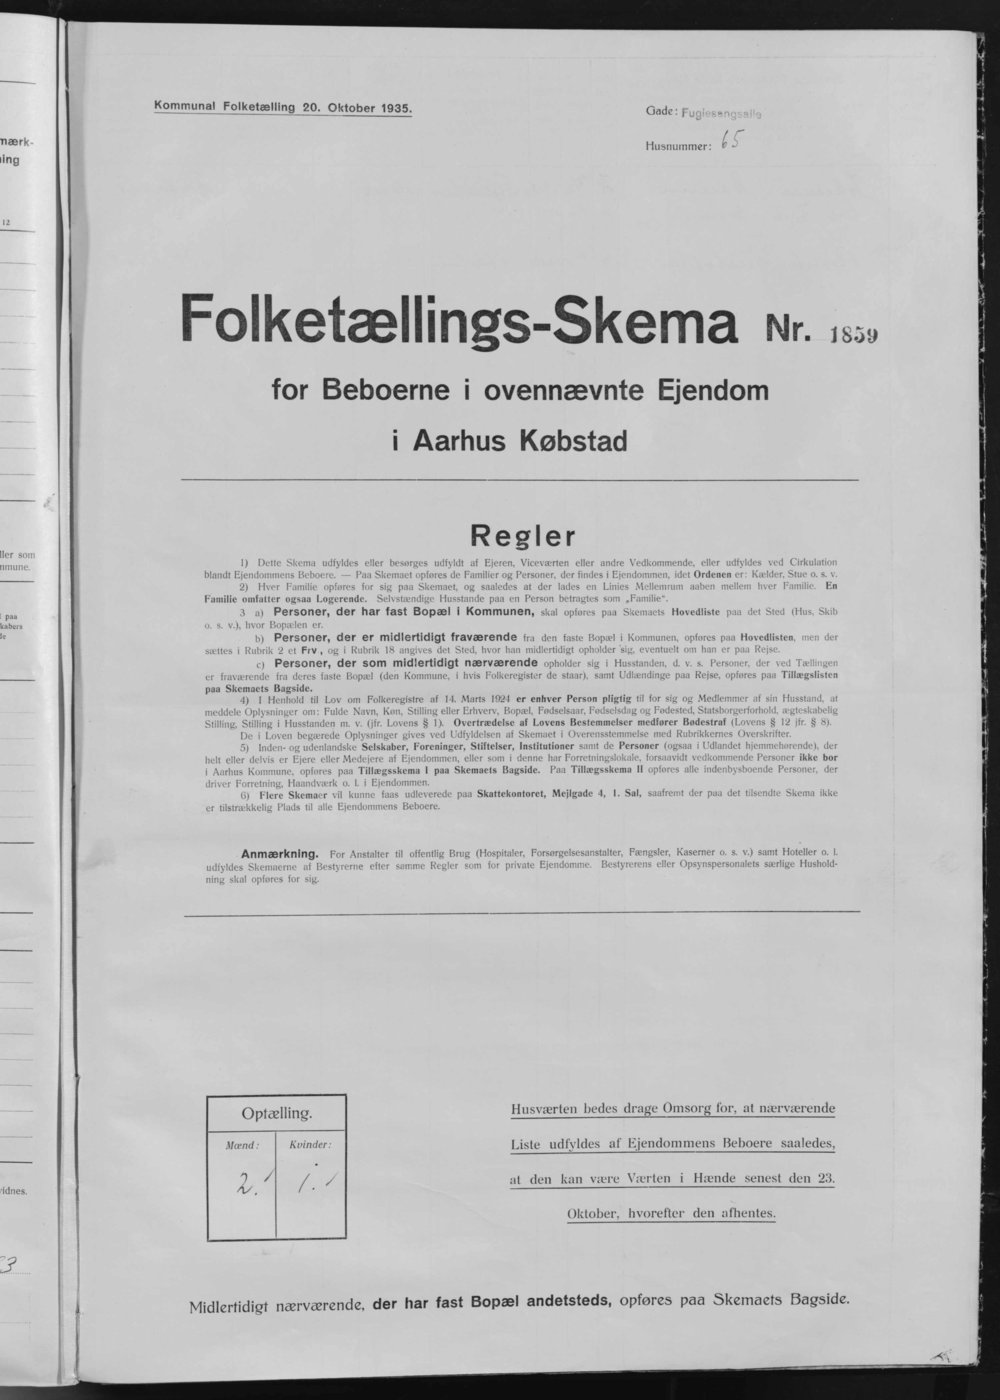 mærk-
ning
12
ller som
mmune.
l paa
kabers
de
vidnes.
Kommunal Folketælling 20. Oktober 1935.
Gade: Fuglesangsalle
Husnummer: 65
Folketællings-Skema Nr. 1859
for Beboerne i ovennævnte Ejendom
i Aarhus Købstad
Regler
1) Dette Skema udfyldes eller besørges udfyldt af Ejeren, Viceværten eller andre Vedkommende, eller udfyldes ved Cirkulation
blandt Ejendommens Beboere. — Paa Skemaet opføres de Familier og Personer, der findes i Ejendommen, idet Ordenen er: Kælder, Stue o. s. v.
2) Hver Familie opføres for sig paa Skemaet, og saaledes at der lades en Linies Mellemrum aaben mellem hver Familie. En
Familie omfatter ogsaa Logerende. Selvstændige Husstande paa en Person betragtes som „Familie".
3 a) Personer, der har fast Bopæl i Kommunen, skal opføres paa Skemaets Hovedliste paa det Sted (Hus, Skib
o. s. v.), hvor Bopælen er.
b) Personer, der er midlertidigt fraværende fra den faste Bopæl i Kommunen, opføres paa Hovedlisten, men der
sættes i Rubrik 2 et Frv., og i Rubrik 18 angives det Sted, hvor han midlertidigt opholder sig, eventuelt om han er paa Rejse.
c) Personer, der som midlertidigt nærværende opholder sig i Husstanden, d. v. s. Personer, der ved Tællingen
er fraværende fra deres faste Bopæl (den Kommune, i hvis Folkeregister de staar), samt Udlændinge paa Rejse, opføres paa Tillægslisten
paa Skemaets Bagside.
4) I Henhold til Lov om Folkeregistre af 14. Marts 1924 er enhver Person pligtig til for sig og Medlemmer af sin Husstand, at
meddele Oplysninger om: Fulde Navn, Køn, Stilling eller Erhverv, Bopæl, Fødselsaar, Fødselsdag og Fødested, Statsborgerforhold, ægteskabelig
Stilling, Stilling i Husstanden m. v. (jfr. Lovens § 1). Overtrædelse af Lovens Bestemmelser medfører Bødestraf (Lovens § 12 jfr. § 8).
De i Loven begærede Oplysninger gives ved Udfyldelsen af Skemaet i Overensstemmelse med Rubrikkernes Overskrifter.
5) Inden- og udenlandske Selskaber, Foreninger, Stiftelser, Institutioner samt de Personer (ogsaa i Udlandet hjemmehørende), der
helt eller delvis er Ejere eller Medejere af Ejendommen, eller som i denne har Forretningslokale, forsaavidt vedkommende Personer ikke bor
i Aarhus Kommune, opføres paa Tillægsskema I paa Skemaets Bagside. Paa Tillægsskema II opføres alle indenbysboende Personer, der
driver Forretning, Haandværk o. l. i Ejendommen.
6) Flere Skemaer vil kunne faas udleverede paa Skattekontoret, Mejlgade 4, 1. Sal, saafremt der paa det tilsendte Skema ikke
er tilstrækkelig Plads til alle Ejendommens Beboere.
Anmærkning. For Anstalter til offentlig Brug (Hospitaler, Forsørgelsesanstalter, Fængsler, Kaserner o. s. v.) samt Hoteller o. l.
udfyldes Skemaerne af Bestyrerne efter samme Regler som for private Ejendomme. Bestyrerens eller Opsynspersonalets særlige Hushold-
ning skal opføres for sig.
Optælling.
Mænd: Kvinder:
2. 1.
Husværten bedes drage Omsorg for, at nærværende
Liste udfyldes af Ejendommens Beboere saaledes,
at den kan være Værten i Hænde senest den 23.
Oktober, hvorefter den afhentes.
Midlertidigt nærværende, der har fast Bopæl andetsteds, opføres paa Skemaets Bagside.